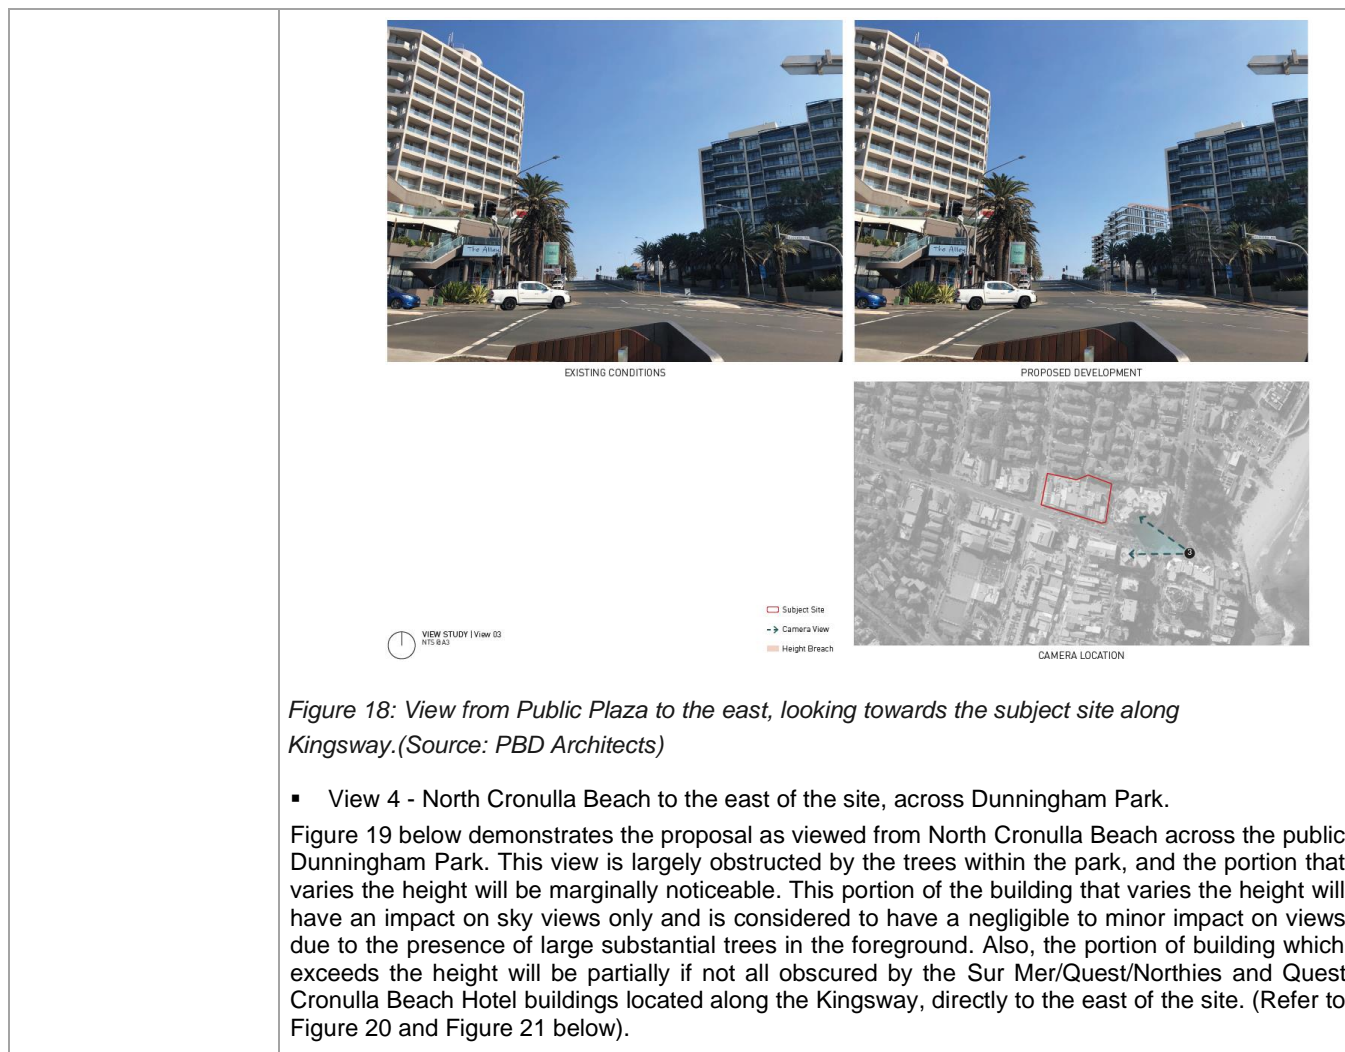 The Alley
The Alley
EXISTING CONDITIONS
PROPOSED DEVELOPMENT
3
Subject Site
Camera View
Height Breach
VIEW STUDY | View 03
NTS @A3
CAMERA LOCATION
Figure 18: View from Public Plaza to the east, looking towards the subject site along
Kingsway.(Source: PBD Architects)
▪ View 4 - North Cronulla Beach to the east of the site, across Dunningham Park.
Figure 19 below demonstrates the proposal as viewed from North Cronulla Beach across the public
Dunningham Park. This view is largely obstructed by the trees within the park, and the portion that
varies the height will be marginally noticeable. This portion of the building that varies the height will
have an impact on sky views only and is considered to have a negligible to minor impact on views
due to the presence of large substantial trees in the foreground. Also, the portion of building which
exceeds the height will be partially if not all obscured by the Sur Mer/Quest/Northies and Quest
Cronulla Beach Hotel buildings located along the Kingsway, directly to the east of the site. (Refer to
Figure 20 and Figure 21 below).